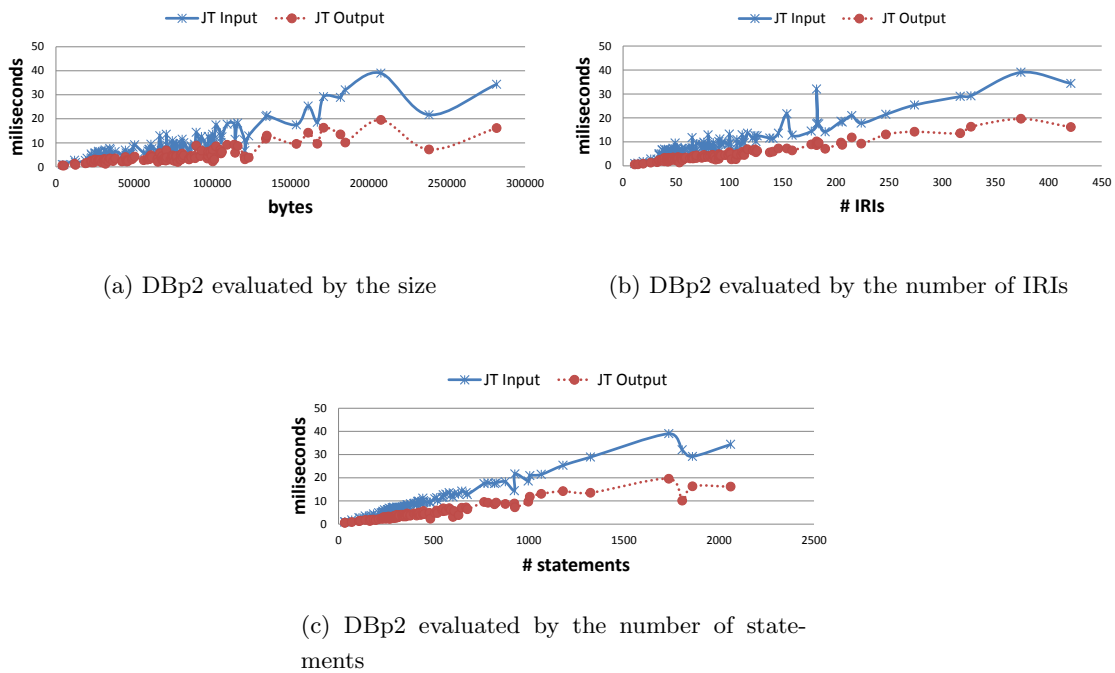 JT Input JT Output
50
40
30
20
10
0
miliseconds
0 50000 100000 150000 200000 250000 300000
bytes
(a) DBp2 evaluated by the size
JT Input JT Output
50
40
30
20
10
0
miliseconds
0 50 100 150 200 250 300 350 400 450
# IRIs
(b) DBp2 evaluated by the number of IRIs
JT Input JT Output
50
40
30
20
10
0
miliseconds
0 500 1000 1500 2000 2500
# statements
(c) DBp2 evaluated by the number of state-
ments